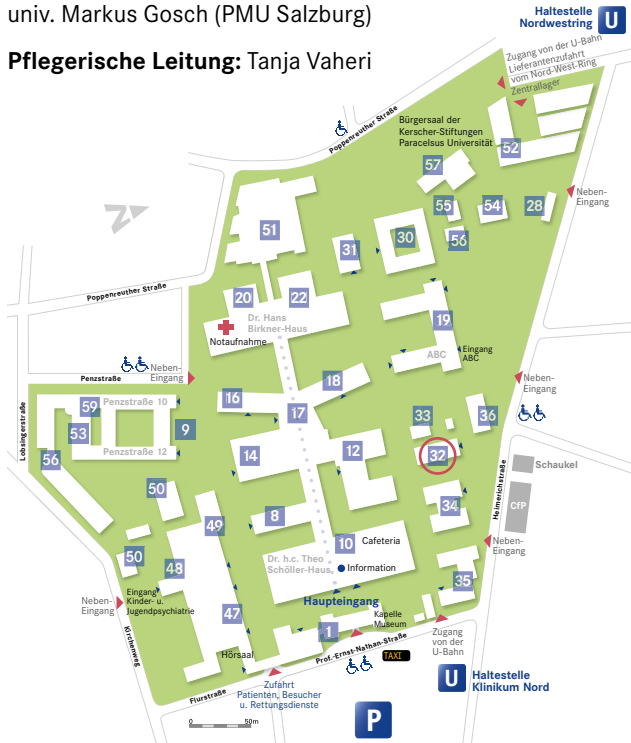 univ. Markus Gosch (PMU Salzburg)
Pflegerische Leitung: Tanja Vaheri
Haltestelle
Nordwestring
U
Zugang von der U-Bahn
Lieferantenzufahrt
vom Nord-West-Ring
Zentrallager
Poppenreuther Straße
Bürgersaal der
Kerscher-Stiftungen
Paracelsus Universität
52
57
Neben-
Eingang
55
54
28
56
51
31
30
N
Poppenreuther Straße
20
22
Dr. Hans
Birkner-Haus
Notaufnahme
19
ABC
Eingang
ABC
Neben-
Eingang
Penzstraße
18
Neben-
Eingang
16
17
33
36
59
Penzstraße 10
53
9
Penzstraße 12
Lobsingerstraße
56
14
12
32
Schaukel
CfP
Heimerichstraße
50
49
8
34
10
Cafeteria
Neben-
Eingang
50
48
Dr. h.c. Theo
Schöller-Haus
Information
35
Eingang
Kinder- u.
Jugendpsychiatrie
Neben-
Eingang
Haupteingang
47
Kapelle
Museum
1
Kirchenweg
Hörsaal
Prof.-Ernst-Nathan-Straße
TAXI
Zugang
von der
U-Bahn
Zufahrt
Patienten, Besucher
u. Rettungsdienste
Flurstraße
U
Haltestelle
Klinikum Nord
0
50m
P